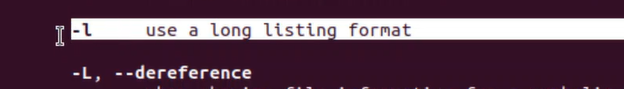 -l use a long listing format
-L, --dereference